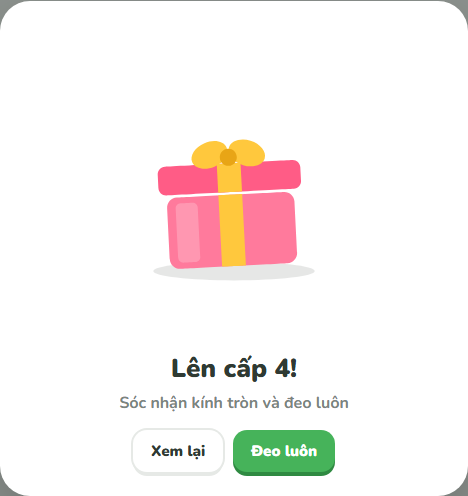 Lên cấp 4!
Sóc nhận kính tròn và đeo luôn
Xem lại
Đeo luôn